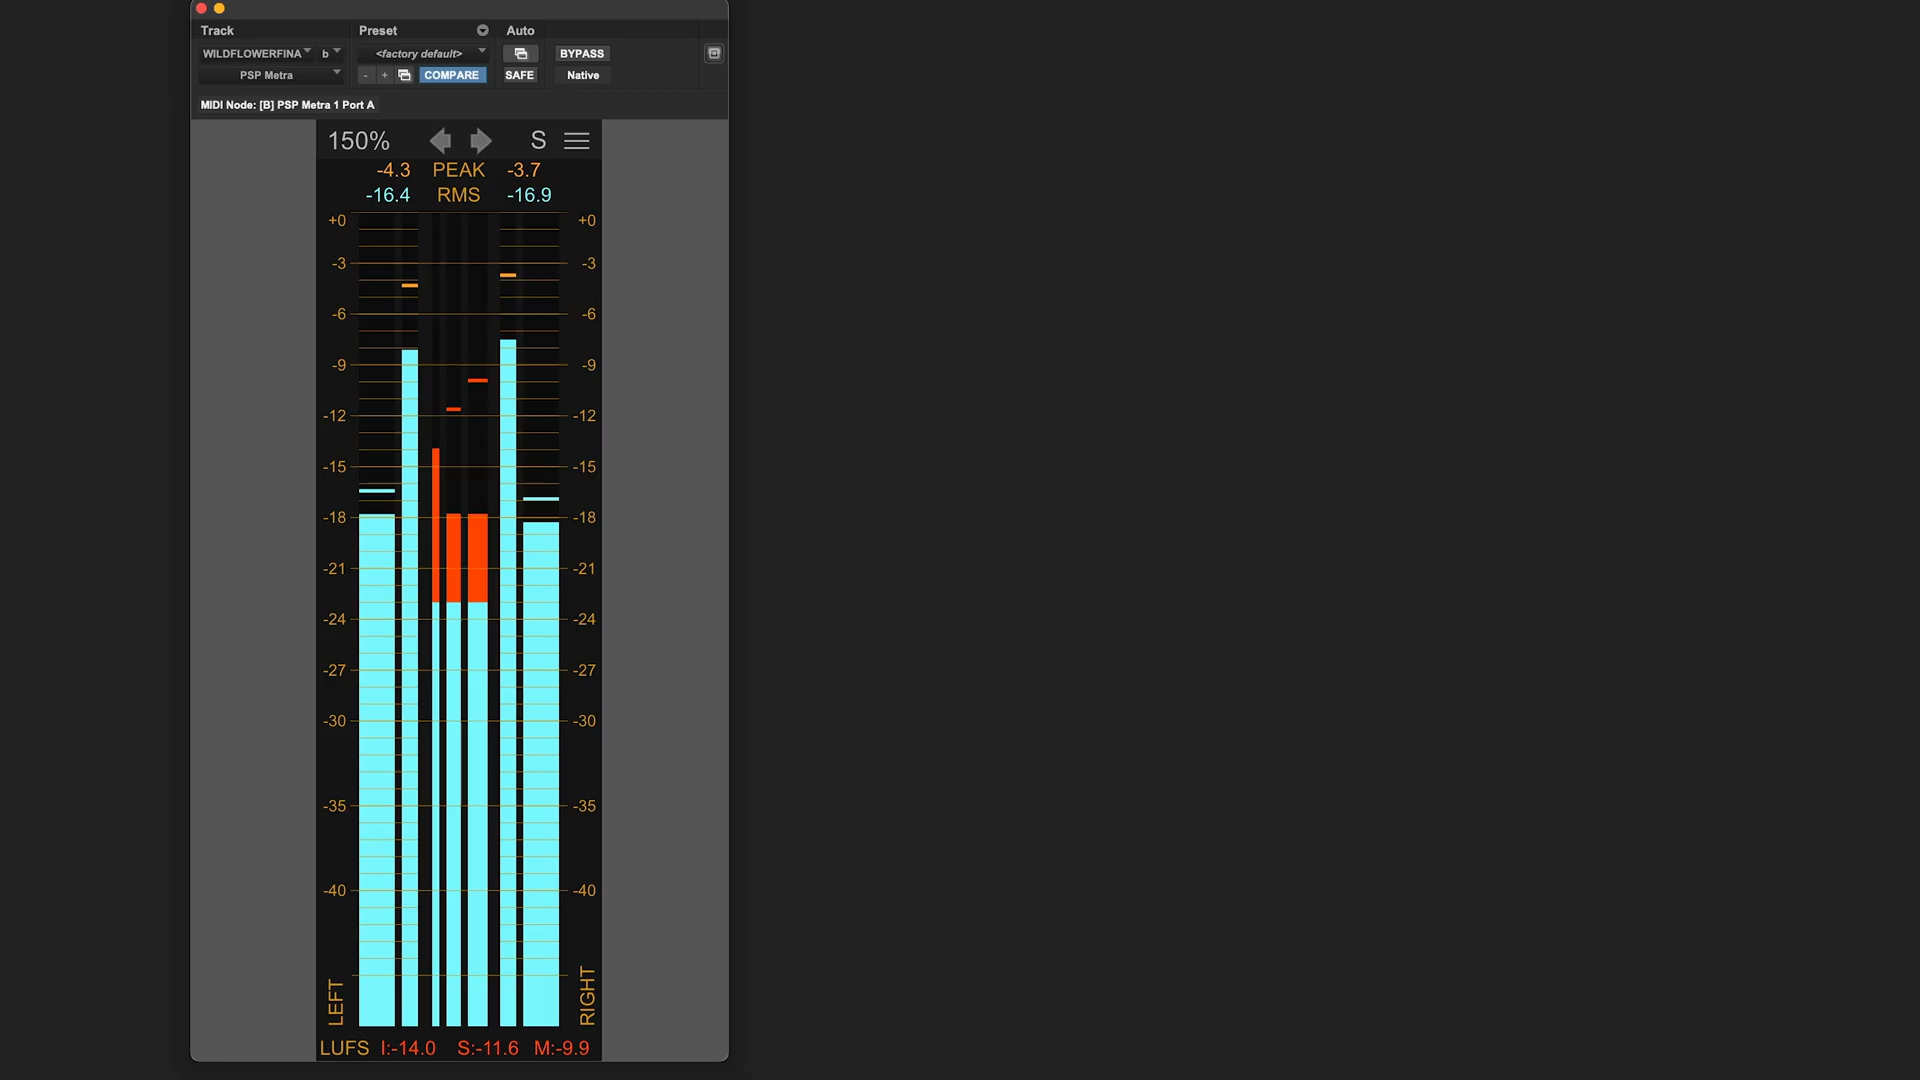 Track Preset Auto
WILDFLOWERFINA b <factory default> BYPASS
PSP Metra - + COMPARE SAFE Native
MIDI Node: [B] PSP Metra 1 Port A
150% S
-4.3 PEAK -3.7
-16.4 RMS -16.9
+0 +0
-3 -3
-6 -6
-9 -9
-12 -12
-15 -15
-18 -18
-21 -21
-24 -24
-27 -27
-30 -30
-35 -35
-40 -40
LEFT RIGHT
LUFS I:-14.0 S:-11.6 M:-9.9